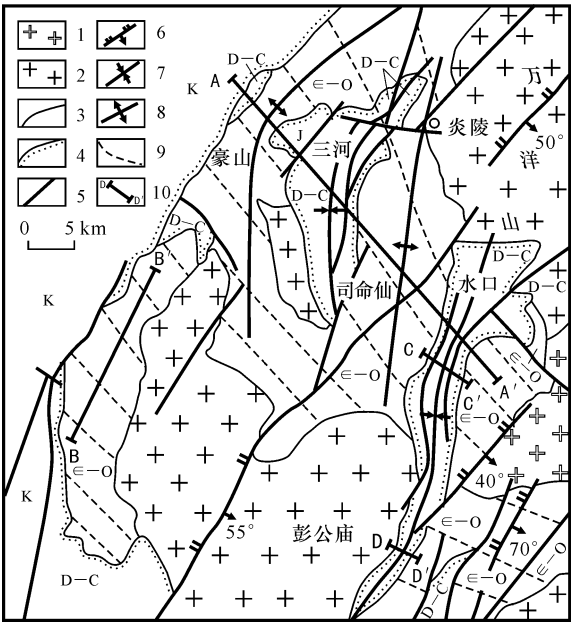 1 6
2 7
3 8
4 9
5 D D′ 10
0 5 km
K
A
D-C
∈-O
D-C
万
50°
洋
山
炎陵
J
三河
豪山
D-C
D-C
B′
K
司命仙
水口
D-C
D-C
∈-O
C
C′
A′
∈-O
∈-O
B
∈-O
K
40°
55°
彭公庙
∈-O
70°
D
D′
∈-O
∈-O
D-C
D-C